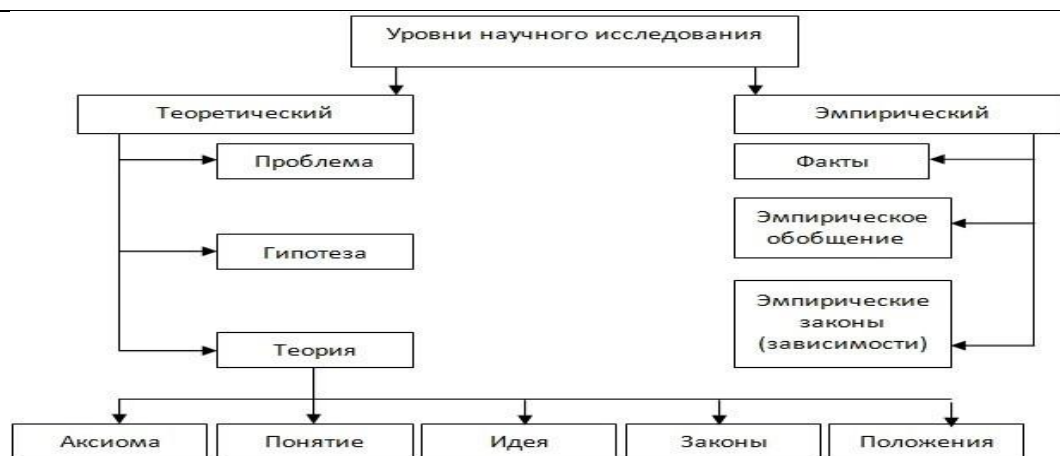 Уровни научного исследования
Теоретический
Эмпирический
Проблема
Факты
Гипотеза
Эмпирическое
обобщение
Теория
Эмпирические
законы
(зависимости)
Аксиома
Понятие
Идея
Законы
Положения